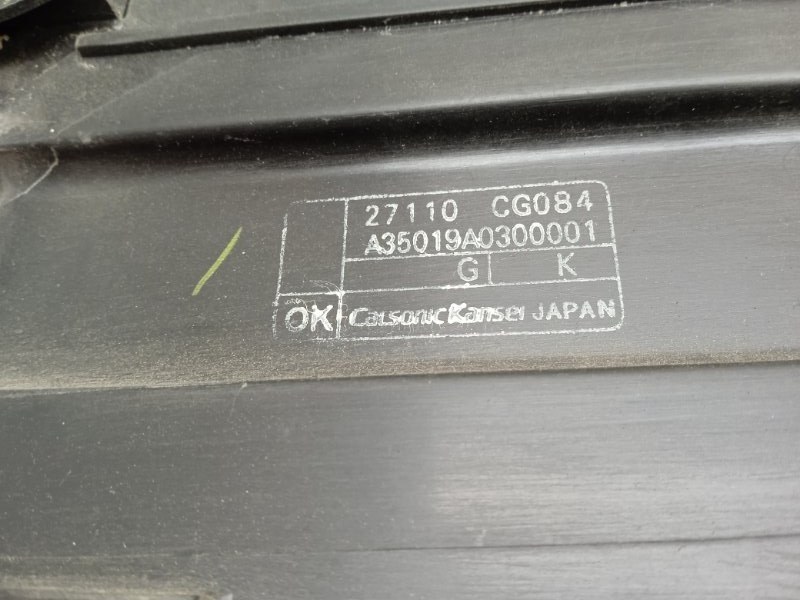 27110 CG084
A35019A0300001
G K
OK CalsonicKansei JAPAN